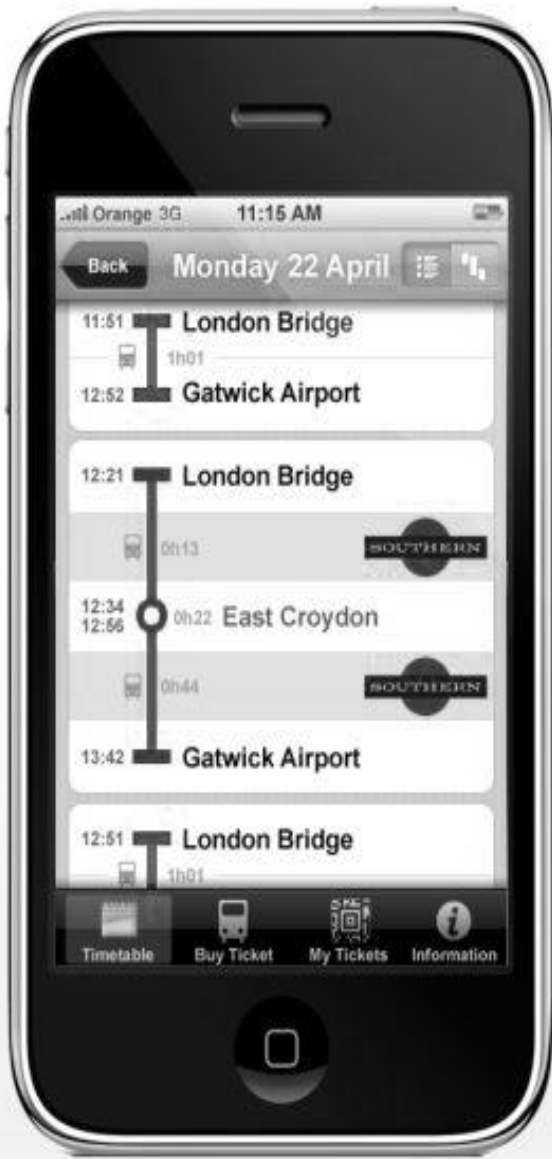 Orange 3G 11:15 AM
Back Monday 22 April
11:51 London Bridge
1h01
12:52 Gatwick Airport
12:21 London Bridge
0h13 SOUTHERN
12:34
12:56 0h22 East Croydon
0h44 SOUTHERN
13:42 Gatwick Airport
12:51 London Bridge
1h01
Timetable Buy Ticket My Tickets Information